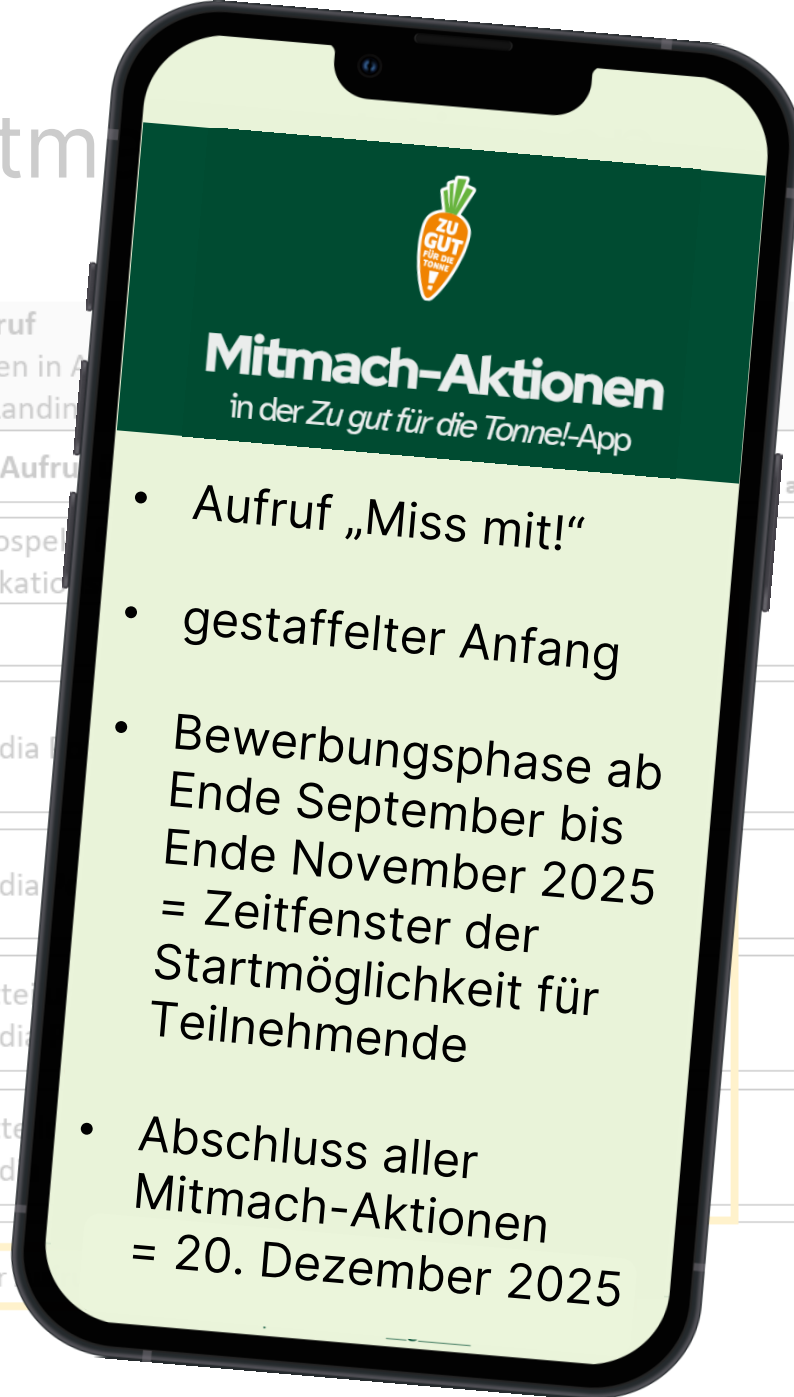 ZU
GUT
FÜR DIE
TONNE
!
Mitmach-Aktionen
in der Zu gut für die Tonne!-App
• Aufruf „Miss mit!“
• gestaffelter Anfang
• Bewerbungsphase ab
Ende September bis
Ende November 2025
= Zeitfenster der
Startmöglichkeit für
Teilnehmende
• Abschluss aller
Mitmach-Aktionen
= 20. Dezember 2025